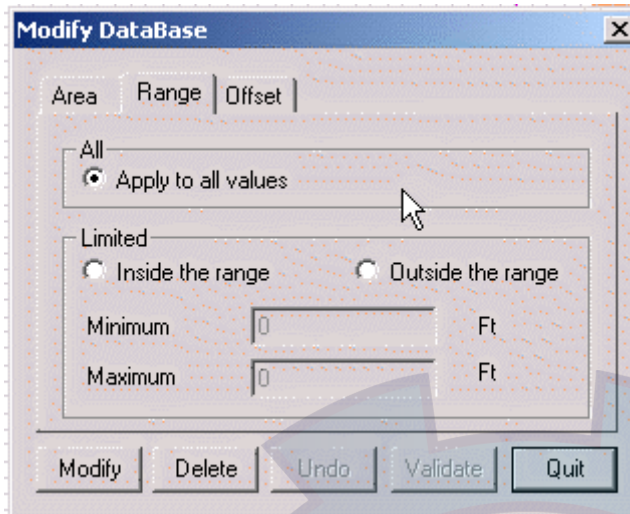 Modify DataBase
Area Range Offset
All
Apply to all values
Limited
Inside the range Outside the range
Minimum 0 Ft
Maximum 0 Ft
Modify Delete Undo Validate Quit